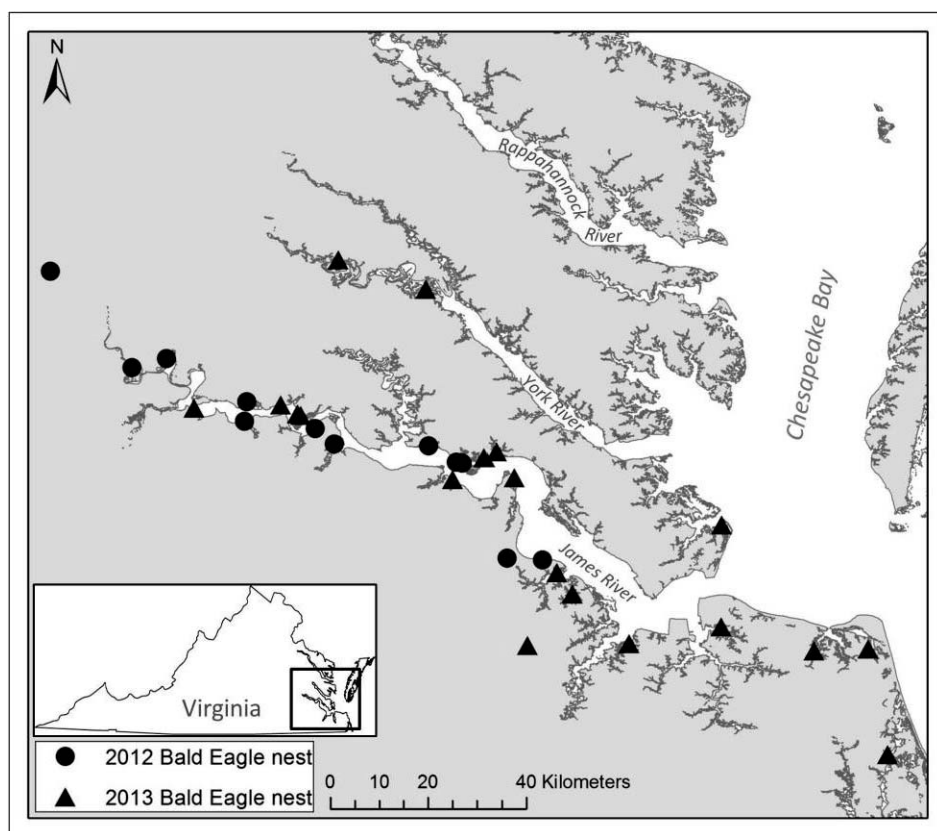 N
Rappahannock
River
Chesapeake Bay
York River
James River
Virginia
2012 Bald Eagle nest
2013 Bald Eagle nest
0 10 20 40 Kilometers